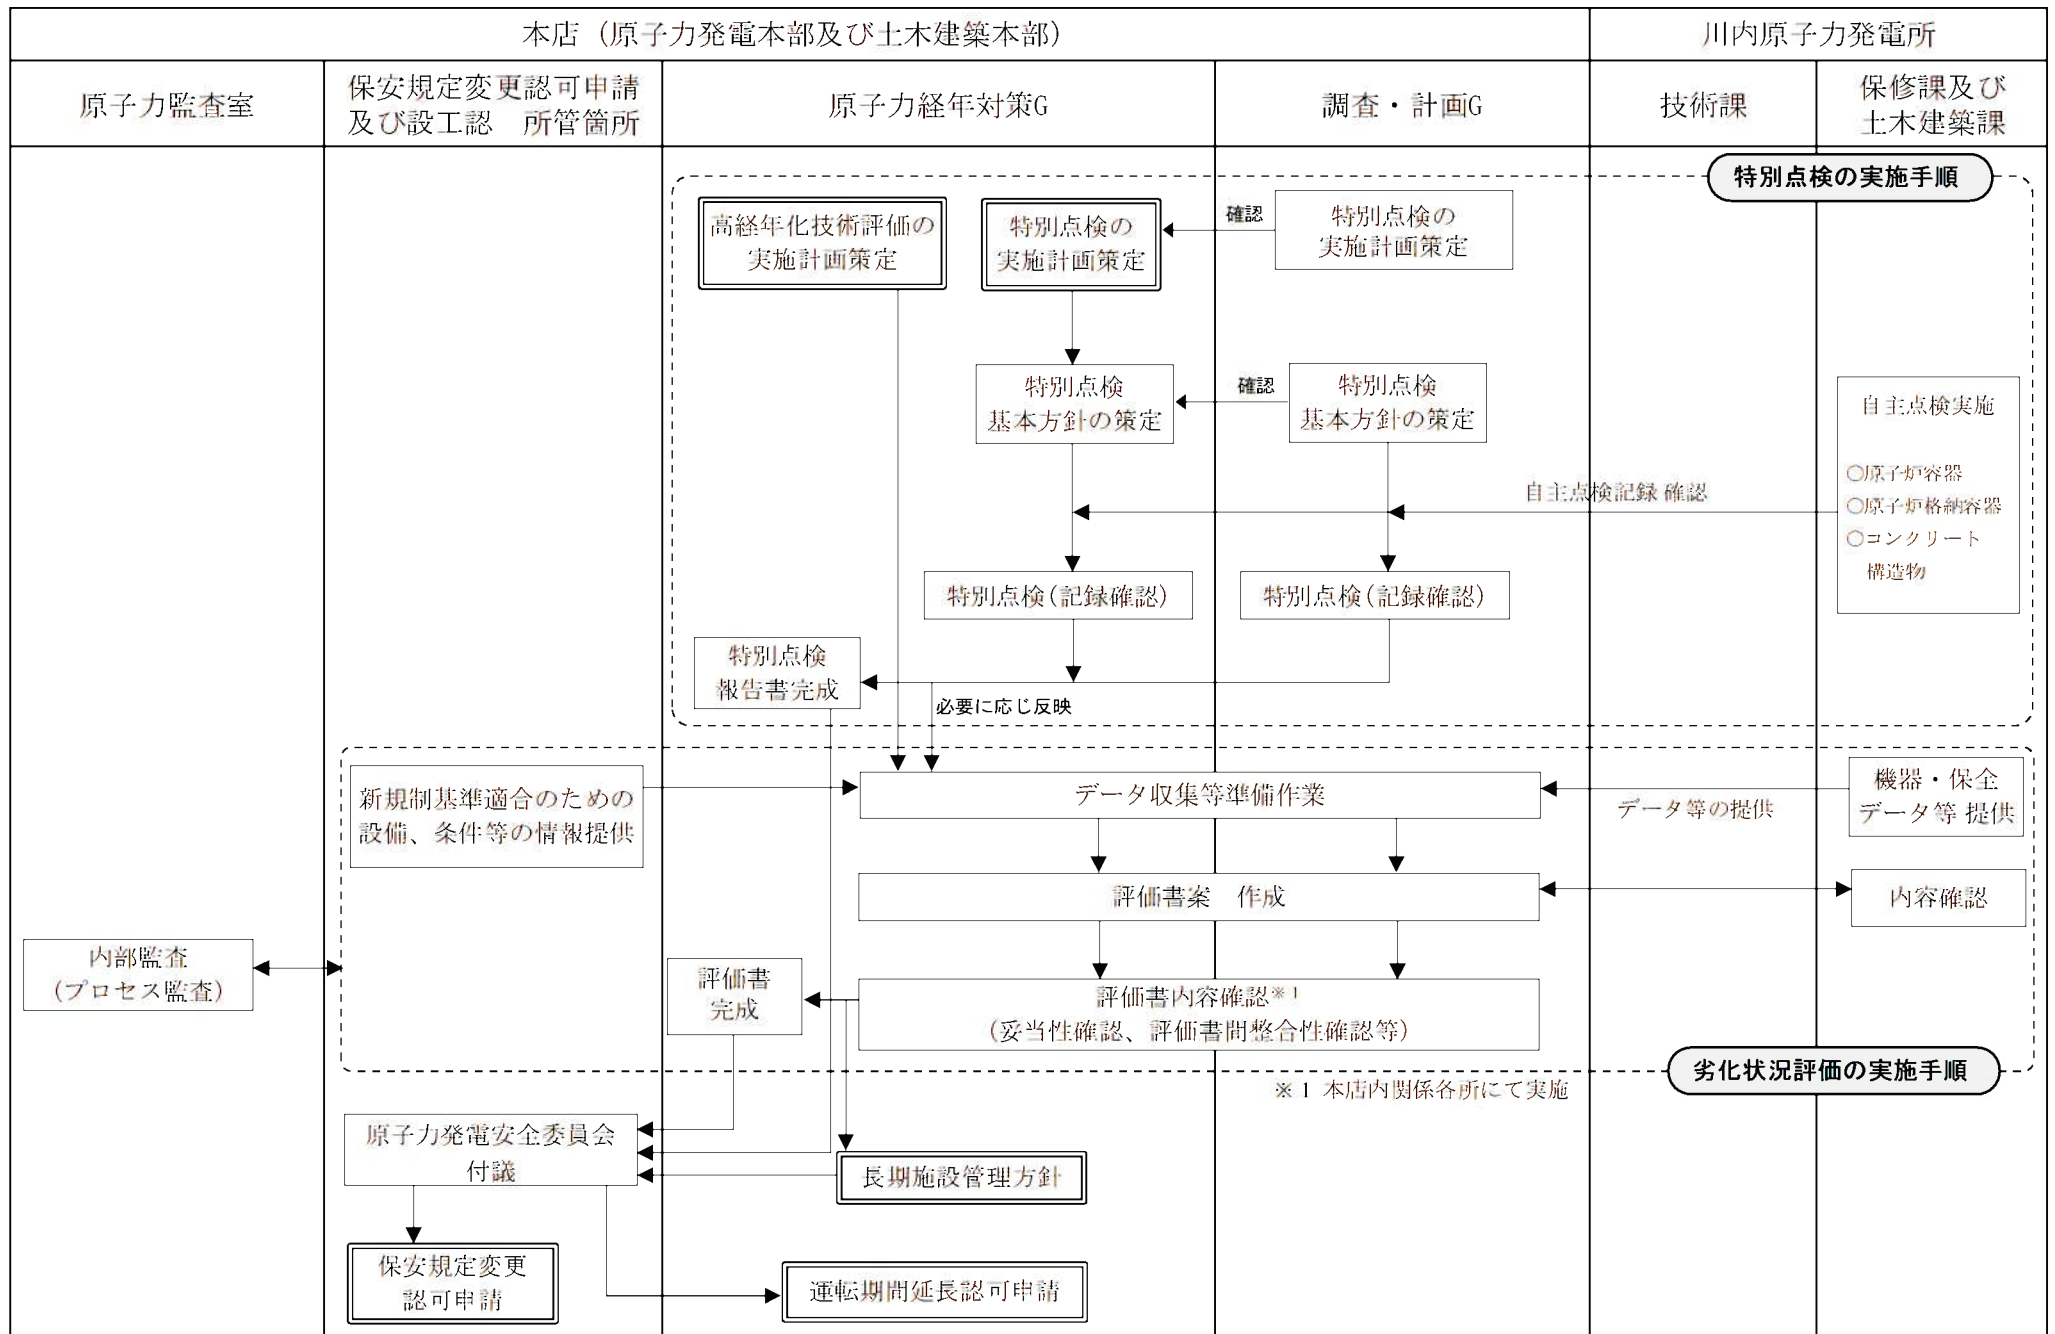 本店（原子力発電本部及び土木建築本部）
川内原子力発電所
原子力監査室
保安規定変更認可申請
及び設工認　所管箇所
原子力経年対策G
調査・計画G
技術課
保修課及び
土木建築課
特別点検の実施手順
高経年化技術評価の
実施計画策定
特別点検の
実施計画策定
確認
特別点検の
実施計画策定
特別点検
基本方針の策定
確認
特別点検
基本方針の策定
自主点検実施
○原子炉容器
○原子炉格納容器
○コンクリート
構造物
自主点検記録 確認
特別点検(記録確認)
特別点検(記録確認)
特別点検
報告書完成
必要に応じ反映
新規制基準適合のための
設備、条件等の情報提供
データ収集等準備作業
データ等の提供
機器・保全
データ等 提供
評価書案　作成
内容確認
内部監査
(プロセス監査)
評価書
完成
評価書内容確認※1
(妥当性確認、評価書間整合性確認等)
劣化状況評価の実施手順
※1 本店内関係各所にて実施
原子力発電安全委員会
付議
長期施設管理方針
保安規定変更
認可申請
運転期間延長認可申請